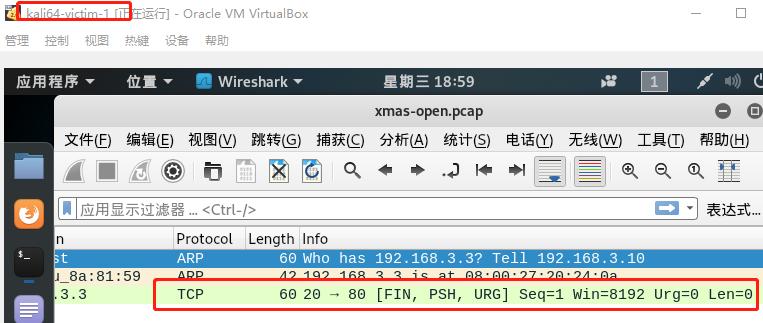 kali64-victim-1 [正在运行] - Oracle VM VirtualBox
管理 控制 视图 热键 设备 帮助
应用程序 位置 Wireshark 星期三 18:59 1
xmas-open.pcap
文件(F) 编辑(E) 视图(V) 跳转(G) 捕获(C) 分析(A) 统计(S) 电话(Y) 无线(W) 工具(T) 帮助(H)
应用显示过滤器 … <Ctrl-/> 表达式…
n Protocol Length Info
st ARP 60 Who has 192.168.3.3? Tell 192.168.3.10
u_8a:81:59 ARP 42 192.168.3.3 is at 08:00:27:20:24:0a
.3.3 TCP 60 20 → 80 [FIN, PSH, URG] Seq=1 Win=8192 Urg=0 Len=0